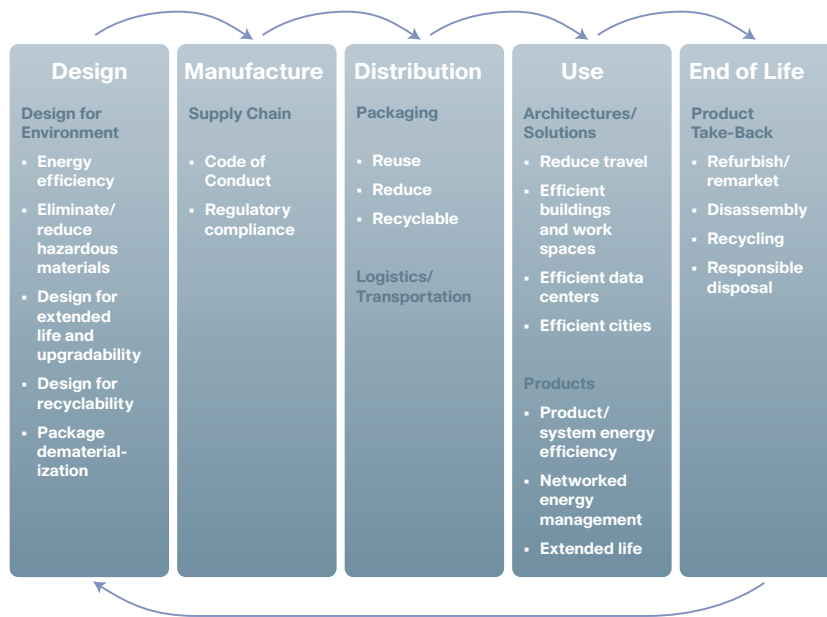 Design
Design for
Environment
▪ Energy
efficiency
▪ Eliminate/
reduce
hazardous
materials
▪ Design for
extended
life and
upgradability
▪ Design for
recyclability
▪ Package
dematerial-
ization
Manufacture
Supply Chain
▪ Code of
Conduct
▪ Regulatory
compliance
Distribution
Packaging
▪ Reuse
▪ Reduce
▪ Recyclable
Logistics/
Transportation
Use
Architectures/
Solutions
▪ Reduce travel
▪ Efficient
buildings
and work
spaces
▪ Efficient data
centers
▪ Efficient cities
Products
▪ Product/
system energy
efficiency
▪ Networked
energy
management
▪ Extended life
End of Life
Product
Take-Back
▪ Refurbish/
remarket
▪ Disassembly
▪ Recycling
▪ Responsible
disposal